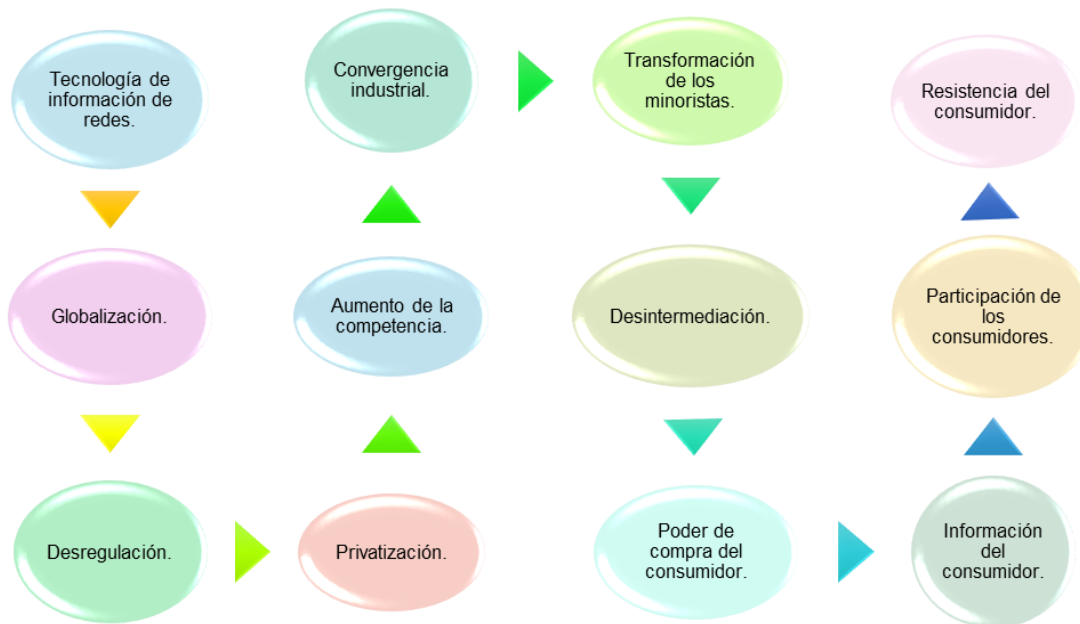 Tecnología de
información de
redes.
Globalización.
Desregulación.
Privatización.
Aumento de la
competencia.
Convergencia
industrial.
Transformación
de los
minoristas.
Desintermediación.
Poder de
compra del
consumidor.
Información
del
consumidor.
Participación de
los
consumidores.
Resistencia del
consumidor.